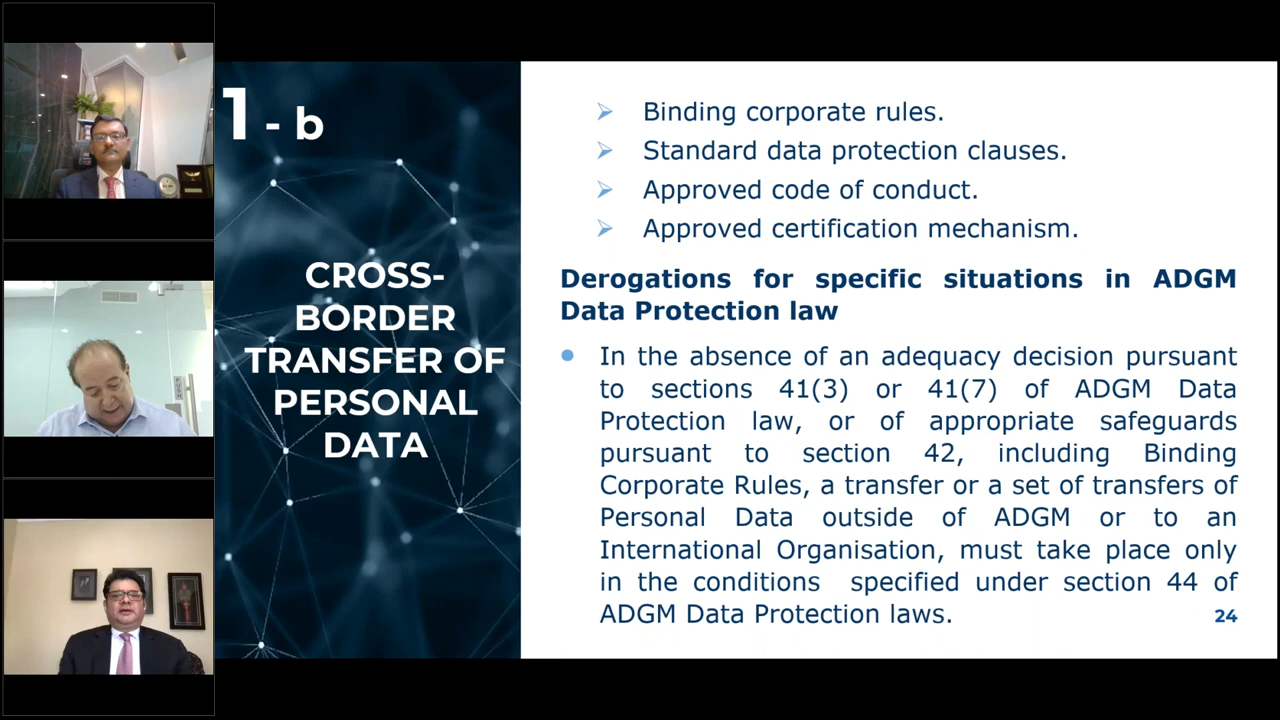 1 - b
CROSS-
BORDER
TRANSFER OF
PERSONAL
DATA
➢ Binding corporate rules.
➢ Standard data protection clauses.
➢ Approved code of conduct.
➢ Approved certification mechanism.
Derogations for specific situations in ADGM
Data Protection law
• In the absence of an adequacy decision pursuant
to sections 41(3) or 41(7) of ADGM Data
Protection law, or of appropriate safeguards
pursuant to section 42, including Binding
Corporate Rules, a transfer or a set of transfers of
Personal Data outside of ADGM or to an
International Organisation, must take place only
in the conditions specified under section 44 of
ADGM Data Protection laws.
24